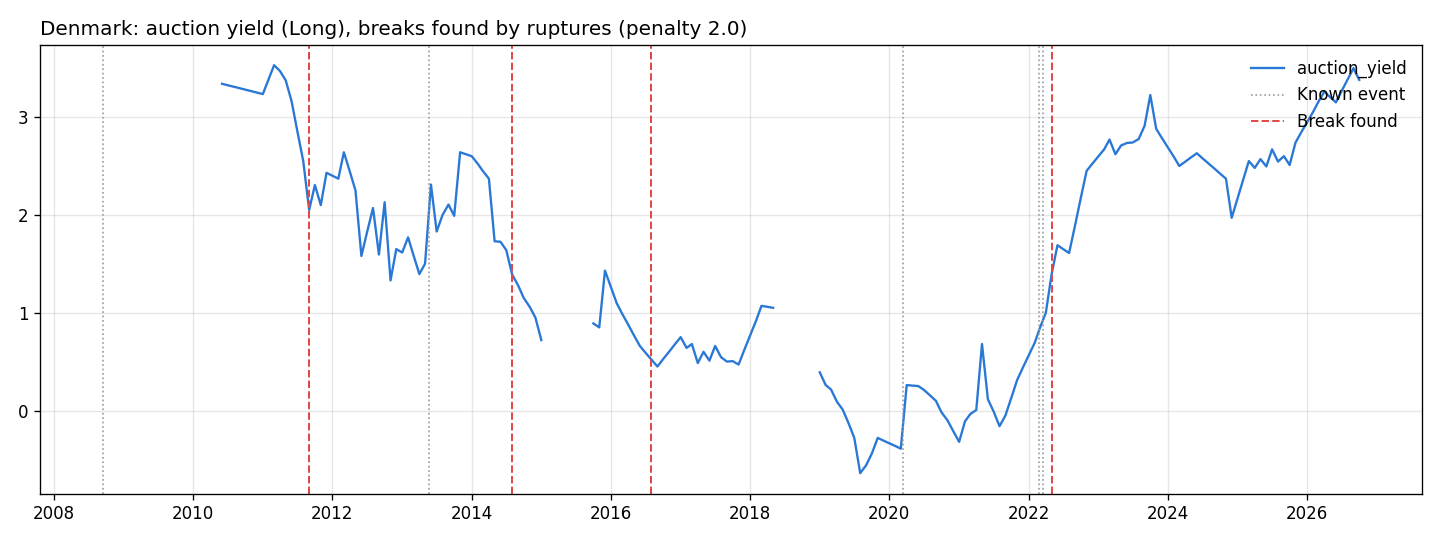 Denmark: auction yield (Long), breaks found by ruptures (penalty 2.0)
auction_yield
Known event
Break found
3
2
1
0
2008 2010 2012 2014 2016 2018 2020 2022 2024 2026